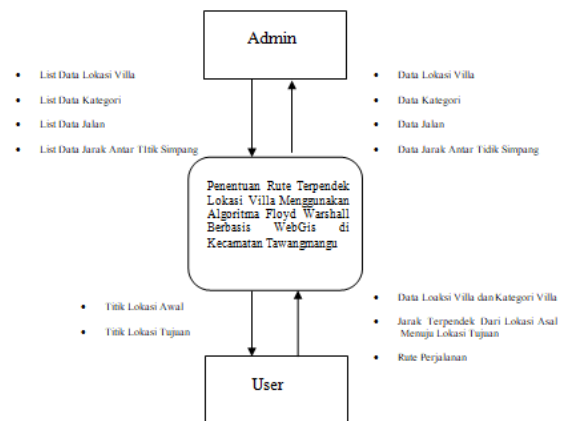 Admin
List Data Lokasi Villa
List Data Kategori
List Data Jalan
List Data Jarak Antar TItik Simpang
Data Lokasi Villa
Data Kategori
Data Jalan
Data Jarak Antar Tidik Simpang
Penentuan Rute Terpendek
Lokasi Villa Menggunakan
Algoritma Floyd Warshall
Berbasis WebGis di
Kecamatan Tawangmangu
Titik Lokasi Awal
Titik Lokasi Tujuan
Data Loaksi Villa dan Kategori Villa
Jarak Terpendek Dari Lokasi Asal
Menuju Lokasi Tujuan
Rute Perjalanan
User